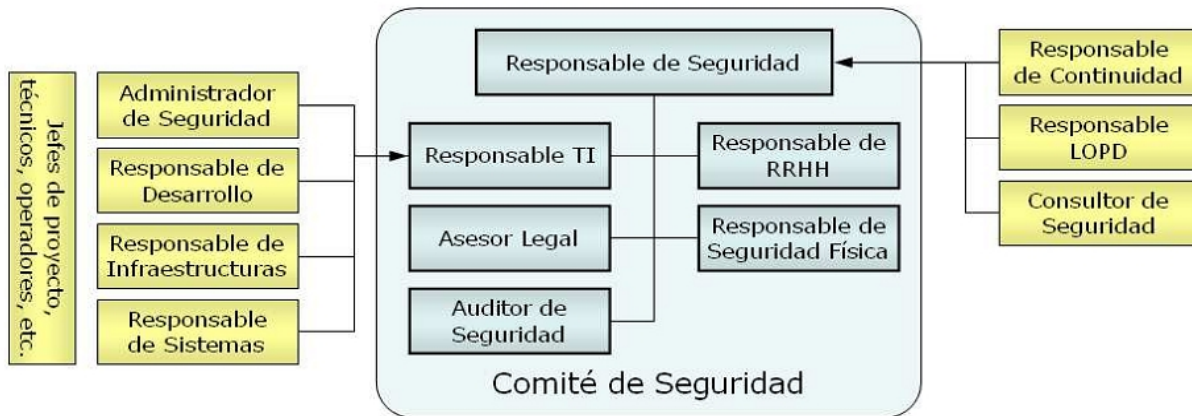 Jefes de proyecto,
técnicos, operadores, etc.
Administrador
de Seguridad
Responsable de
Desarrollo
Responsable de
Infraestructuras
Responsable
de Sistemas
Responsable de Seguridad
Responsable TI
Responsable de
RRHH
Asesor Legal
Responsable de
Seguridad Física
Auditor de
Seguridad
Comité de Seguridad
Responsable
de Continuidad
Responsable
LOPD
Consultor de
Seguridad